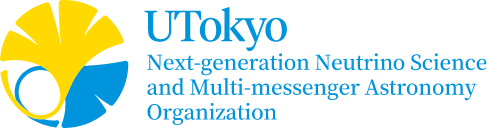 UTokyo
Next-generation Neutrino Science
and Multi-messenger Astronomy
Organization